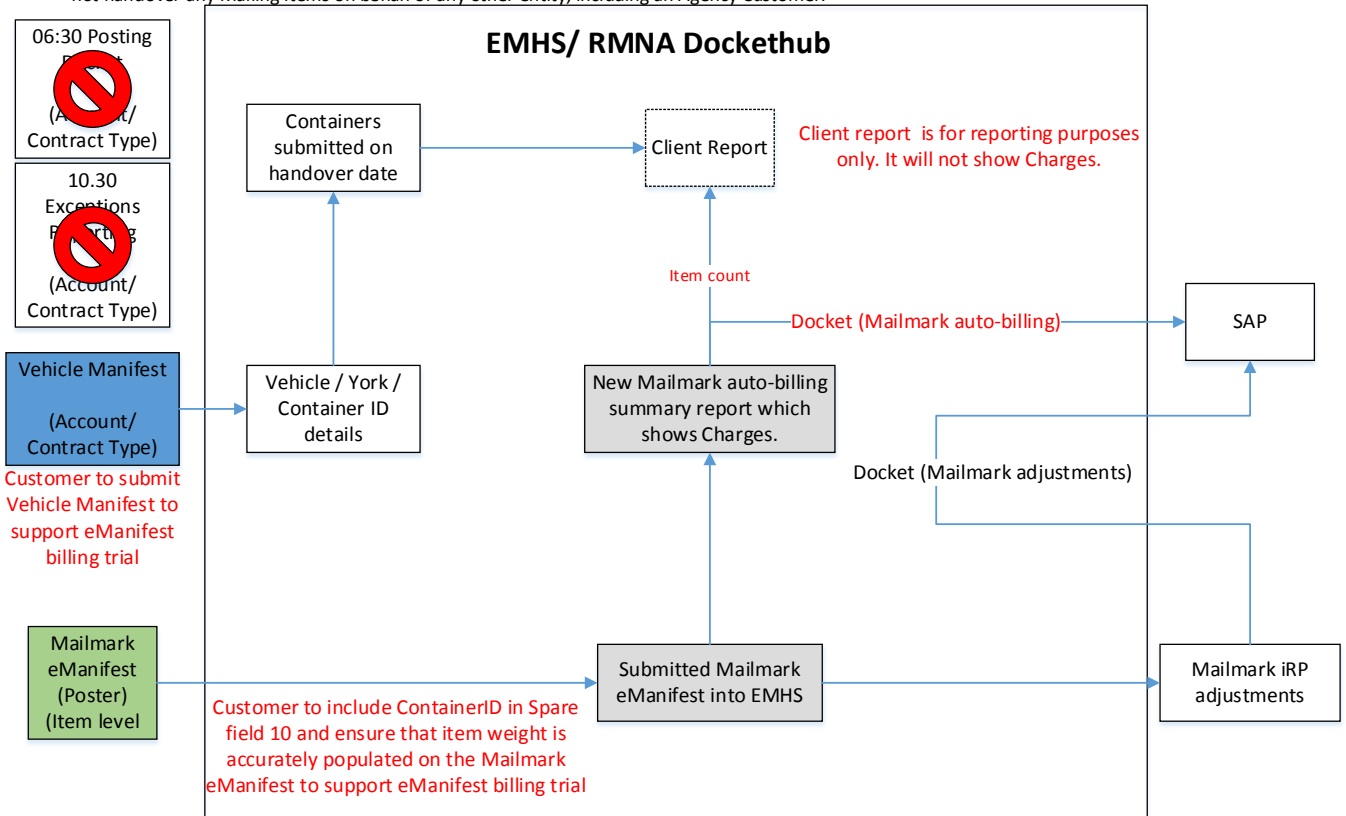 EMHS/ RMNA Dockethub
06:30 Posting
(A t/
Contract Type)
10.30
Exceptions
(Account/
Contract Type)
Containers
submitted on
handover date
Client Report
Client report is for reporting purposes
only. It will not show Charges.
Item count
Docket (Mailmark auto-billing)
SAP
Vehicle Manifest
(Account/
Contract Type)
Vehicle / York /
Container ID
details
New Mailmark auto-billing
summary report which
shows Charges.
Customer to submit
Vehicle Manifest to
support eManifest
billing trial
Docket (Mailmark adjustments)
Mailmark
eManifest
(Poster)
(Item level
Submitted Mailmark
eManifest into EMHS
Mailmark iRP
adjustments
Customer to include ContainerID in Spare
field 10 and ensure that item weight is
accurately populated on the Mailmark
eManifest to support eManifest billing trial